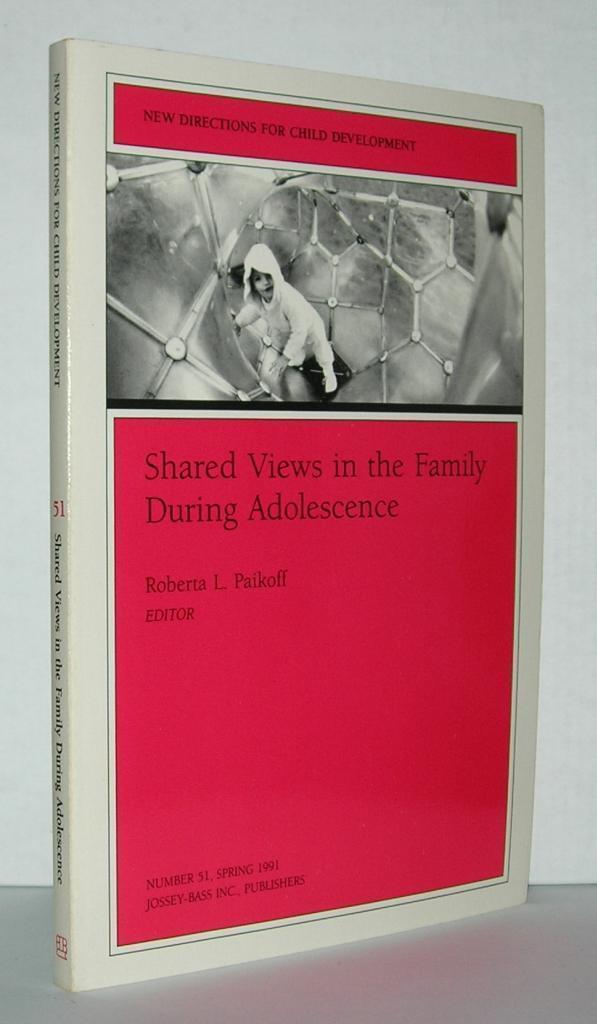 NEW DIRECTIONS FOR CHILD DEVELOPMENT
51
Shared Views in the Family During Adolescence
NEW DIRECTIONS FOR CHILD DEVELOPMENT
Shared Views in the Family
During Adolescence
Roberta L. Paikoff
EDITOR
NUMBER 51, SPRING 1991
JOSSEY-BASS INC., PUBLISHERS